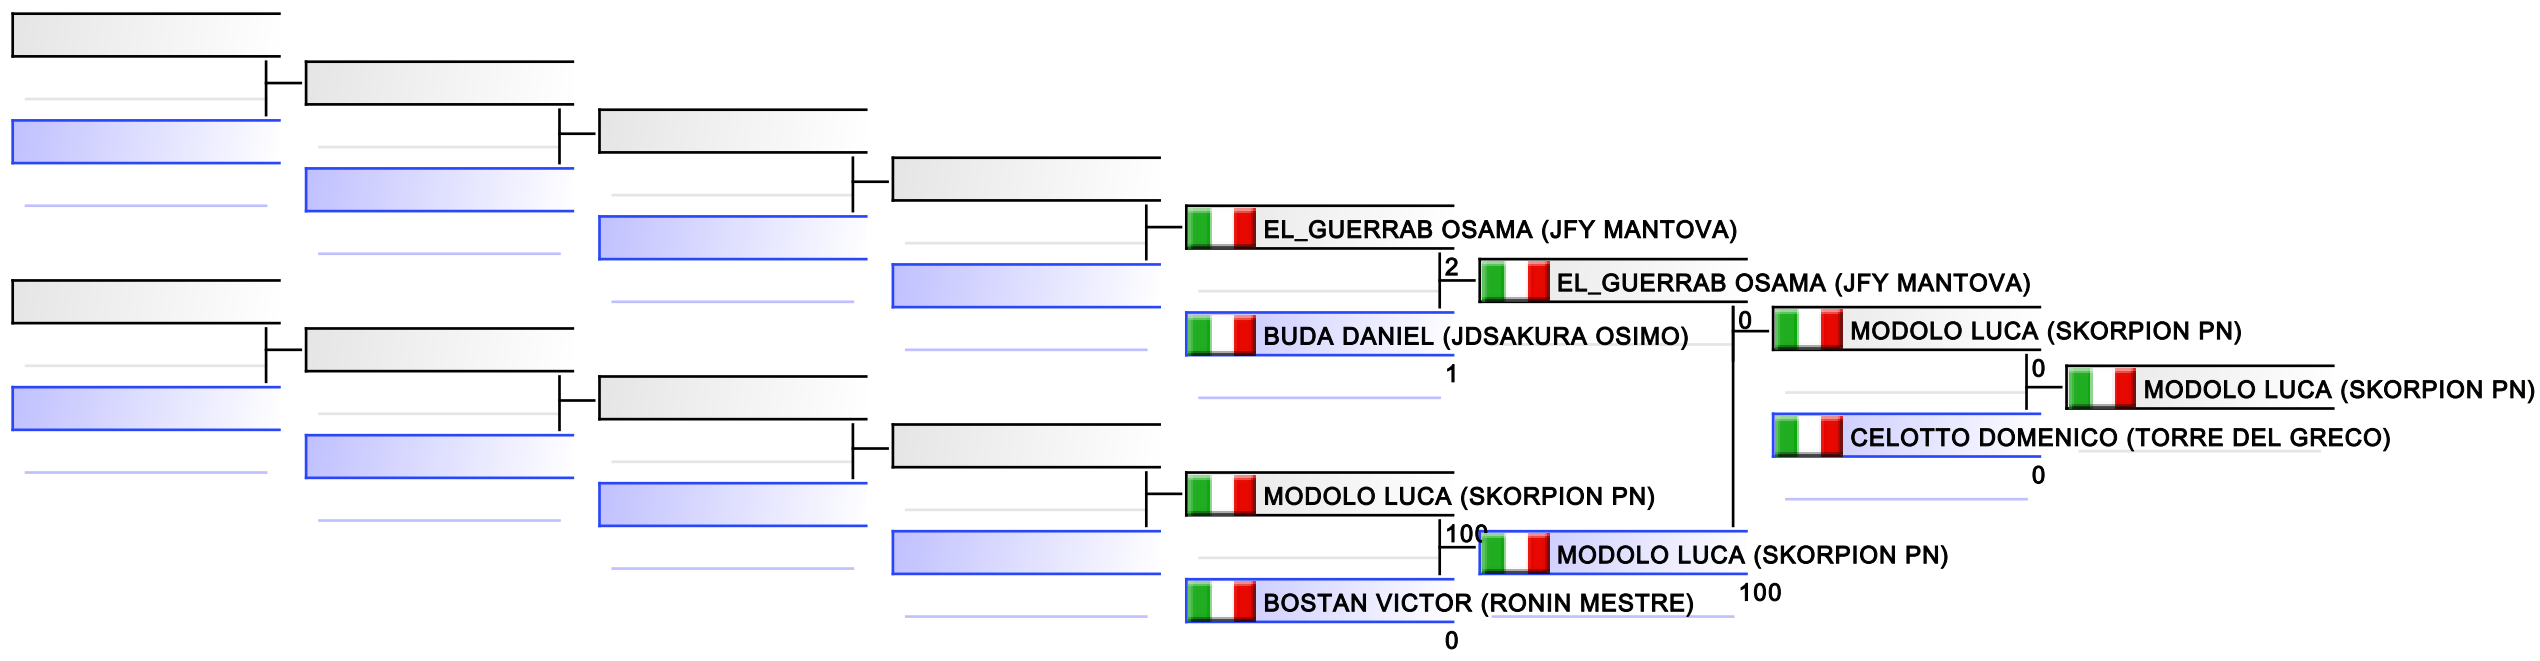 EL_GUERRAB OSAMA (JFY MANTOVA)
2
EL_GUERRAB OSAMA (JFY MANTOVA)
0
BUDA DANIEL (JDSAKURA OSIMO)
1
MODOLO LUCA (SKORPION PN)
0
MODOLO LUCA (SKORPION PN)
CELOTTO DOMENICO (TORRE DEL GRECO)
0
MODOLO LUCA (SKORPION PN)
100
MODOLO LUCA (SKORPION PN)
100
BOSTAN VICTOR (RONIN MESTRE)
0